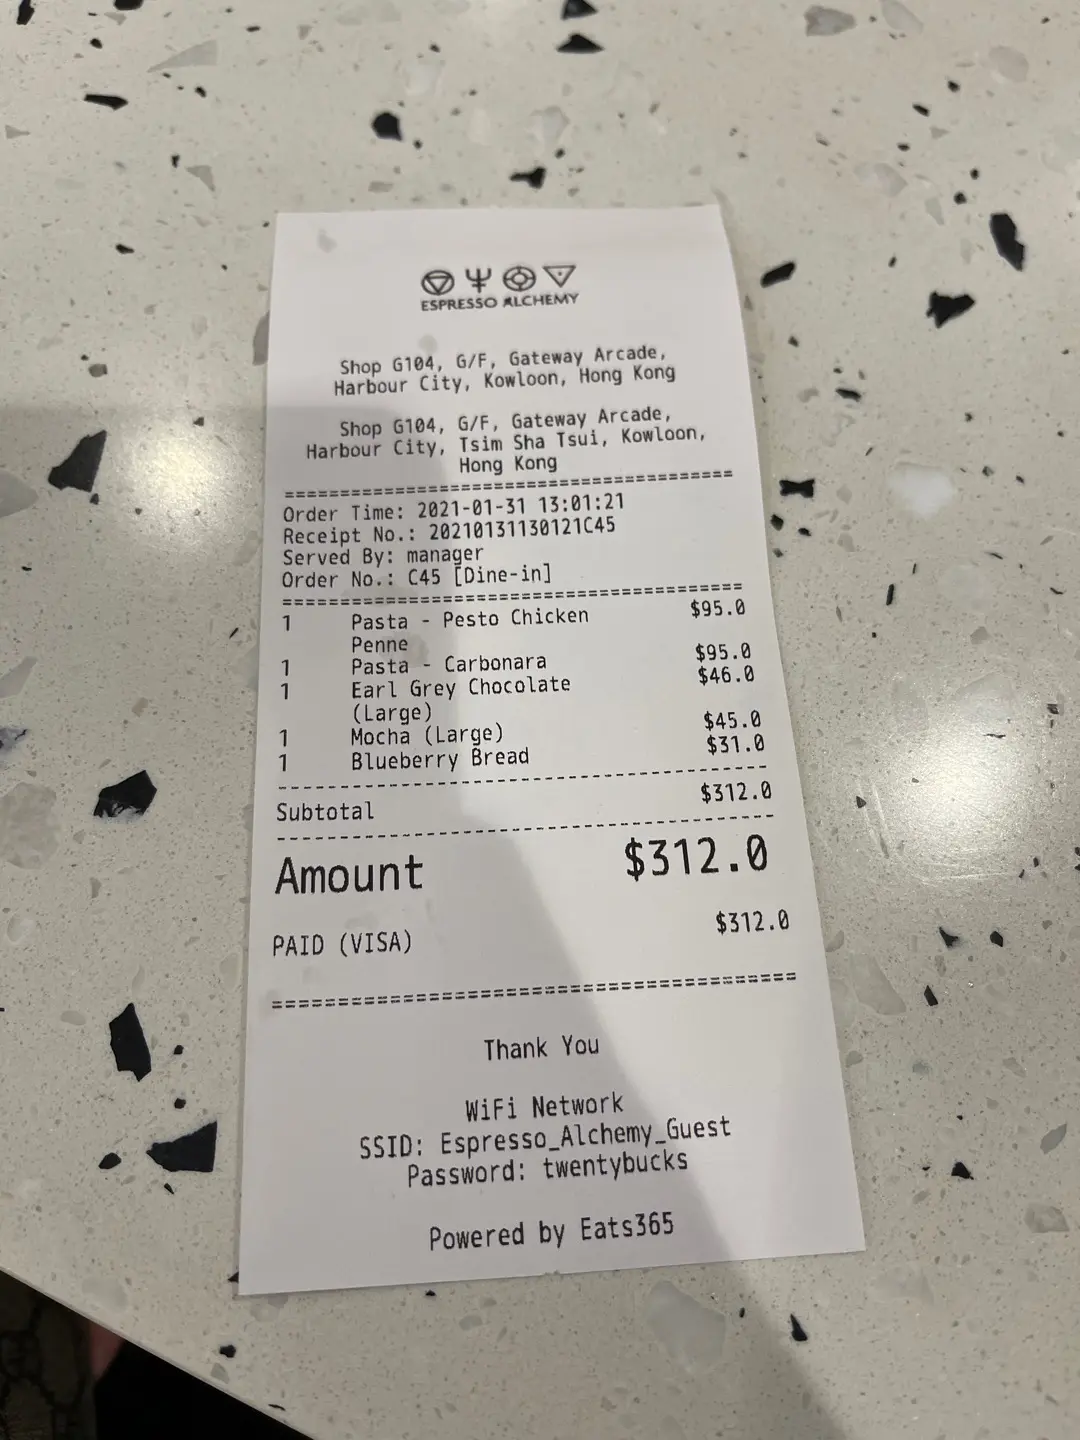 ESPRESSO ALCHEMY
Shop G104, G/F, Gateway Arcade,
Harbour City, Kowloon, Hong Kong
Shop G104, G/F, Gateway Arcade,
Harbour City, Tsim Sha Tsui, Kowloon,
Hong Kong
========================================
Order Time: 2021-01-31 13:01:21
Receipt No.: 20210131130121C45
Served By: manager
Order No.: C45 [Dine-in]
========================================
1 Pasta - Pesto Chicken $95.0
Penne
1 Pasta - Carbonara $95.0
1 Earl Grey Chocolate $46.0
(Large)
1 Mocha (Large) $45.0
1 Blueberry Bread $31.0
----------------------------------------
Subtotal $312.0
----------------------------------------
Amount $312.0
PAID (VISA) $312.0
========================================
Thank You
WiFi Network
SSID: Espresso_Alchemy_Guest
Password: twentybucks
Powered by Eats365